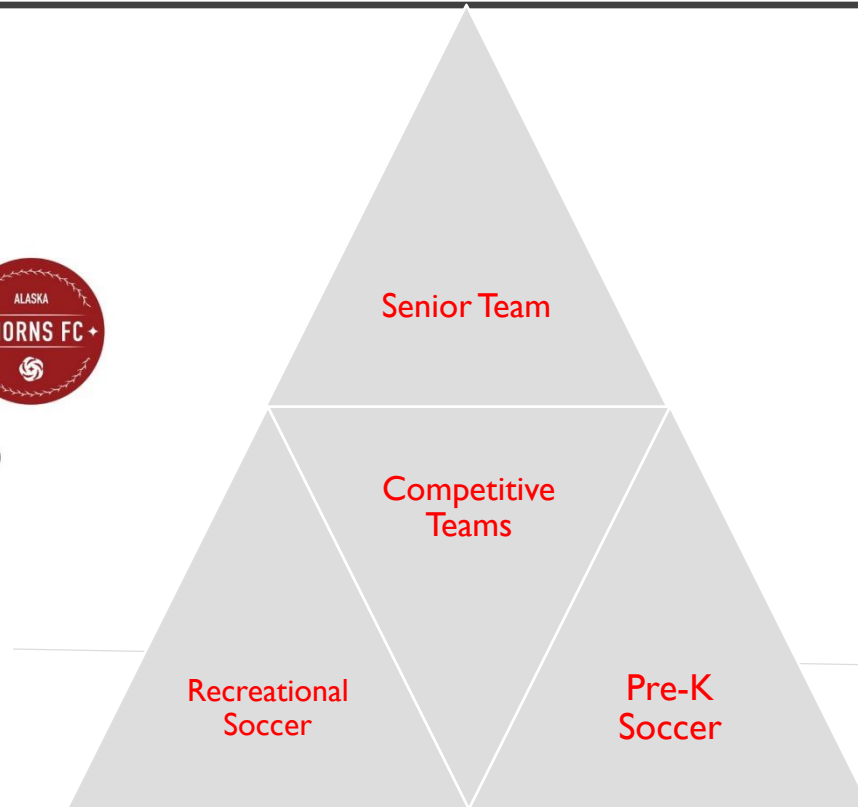 Senior Team
ALASKA
ORNS FC
Competitive
Teams
Recreational
Soccer
Pre-K
Soccer